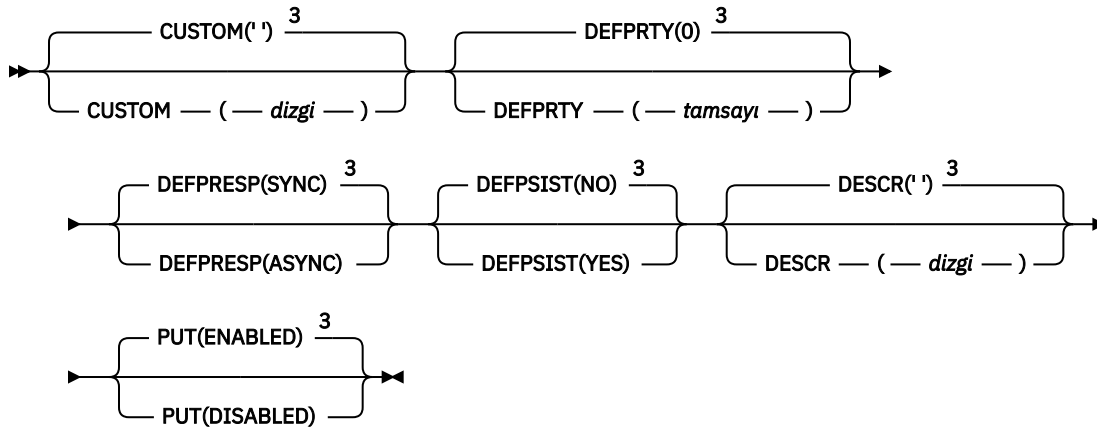 CUSTOM(' ') 3 DEFPRTY(0) 3
CUSTOM ( dizgi ) DEFPRTY ( tamsayı )
DEFPRESP(SYNC) 3 DEFPSIST(NO) 3 DESCR(' ') 3
DEFPRESP(ASYNC) DEFPSIST(YES) DESCR ( dizgi )
PUT(ENABLED) 3
PUT(DISABLED)